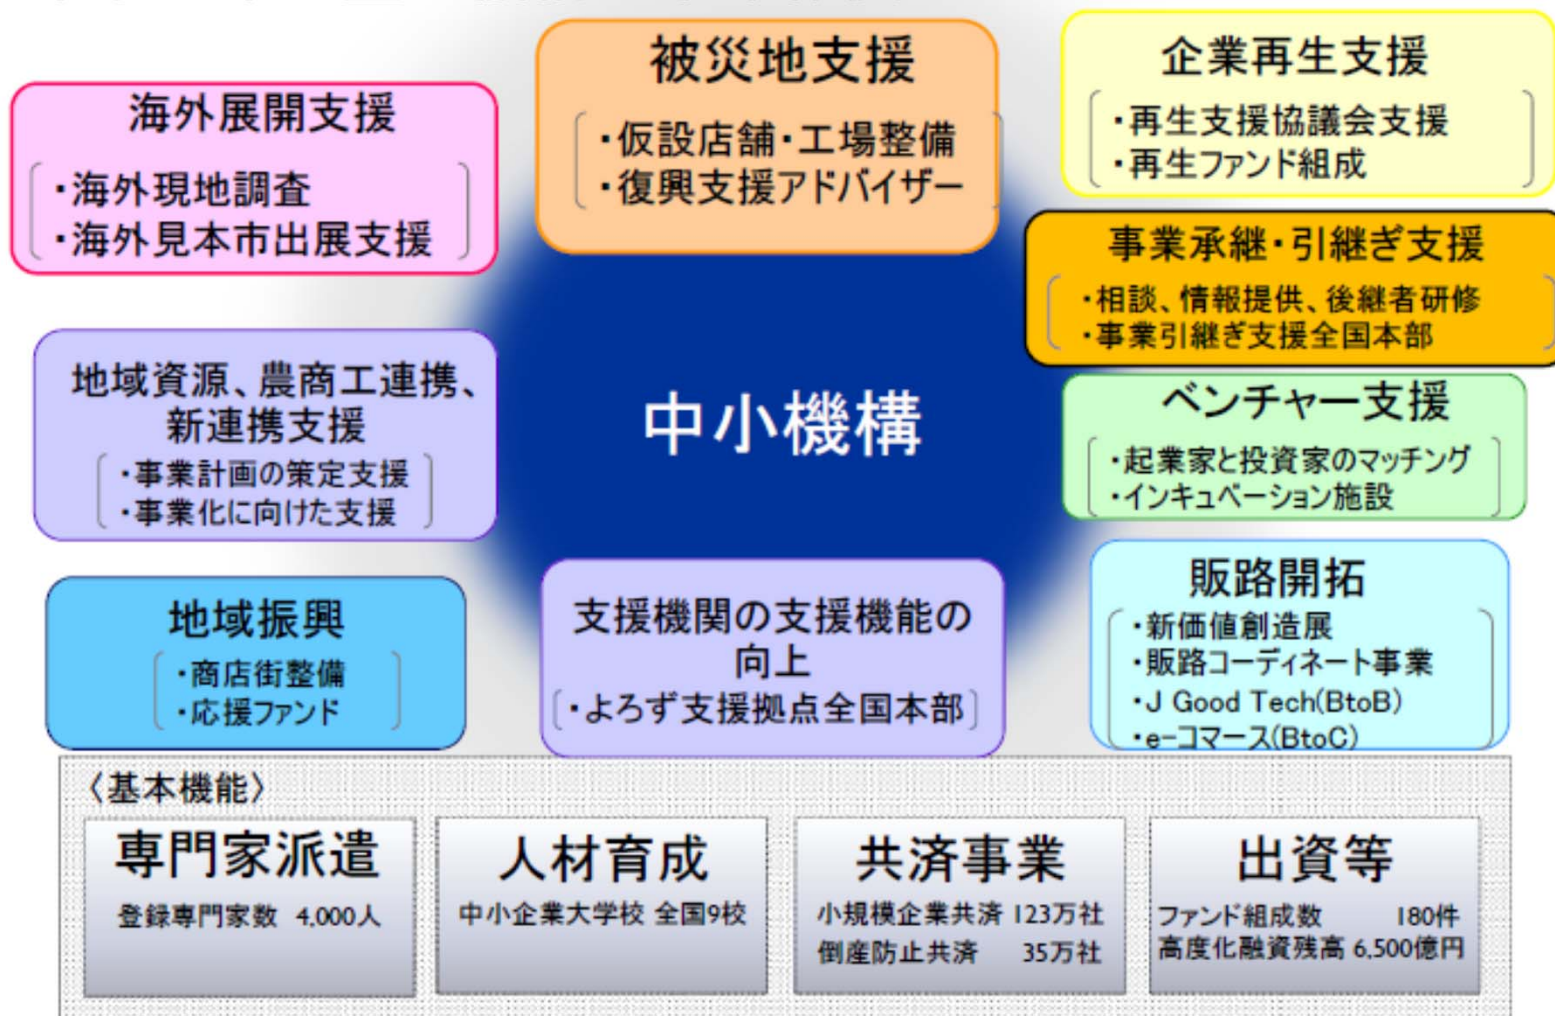 被災地支援
・仮設店舗・工場整備
・復興支援アドバイザー
企業再生支援
・再生支援協議会支援
・再生ファンド組成
海外展開支援
・海外現地調査
・海外見本市出展支援
事業承継・引継ぎ支援
・相談、情報提供、後継者研修
・事業引継ぎ支援全国本部
地域資源、農商工連携、
新連携支援
・事業計画の策定支援
・事業化に向けた支援
中小機構
ベンチャー支援
・起業家と投資家のマッチング
・インキュベーション施設
地域振興
・商店街整備
・応援ファンド
支援機関の支援機能の
向上
・よろず支援拠点全国本部
販路開拓
・新価値創造展
・販路コーディネート事業
・J Good Tech(BtoB)
・e-コマース(BtoC)
〈基本機能〉
専門家派遣
登録専門家数 4,000人
人材育成
中小企業大学校 全国9校
共済事業
小規模企業共済 123万社
倒産防止共済 35万社
出資等
ファンド組成数 180件
高度化融資残高 6,500億円